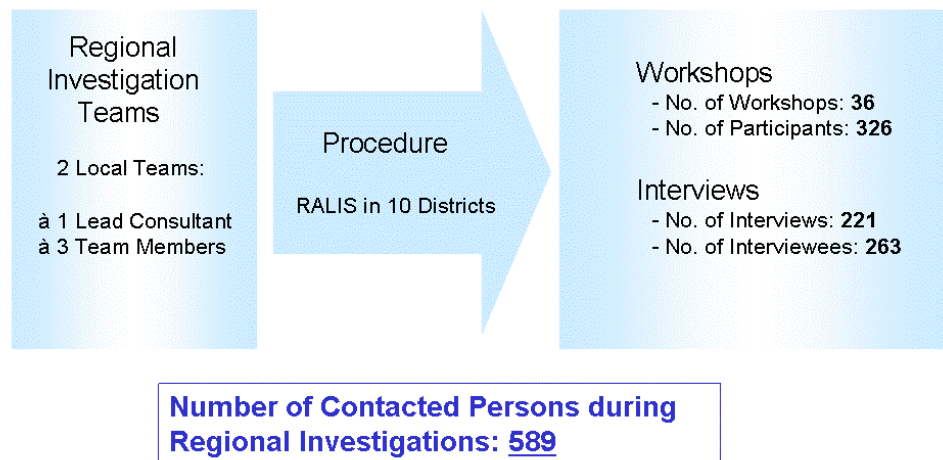 Regional
Investigation
Teams
2 Local Teams:
à 1 Lead Consultant
à 3 Team Members
Procedure
RALIS in 10 Districts
Workshops
- No. of Workshops: 36
- No. of Participants: 326
Interviews
- No. of Interviews: 221
- No. of Interviewees: 263
Number of Contacted Persons during
Regional Investigations: 589